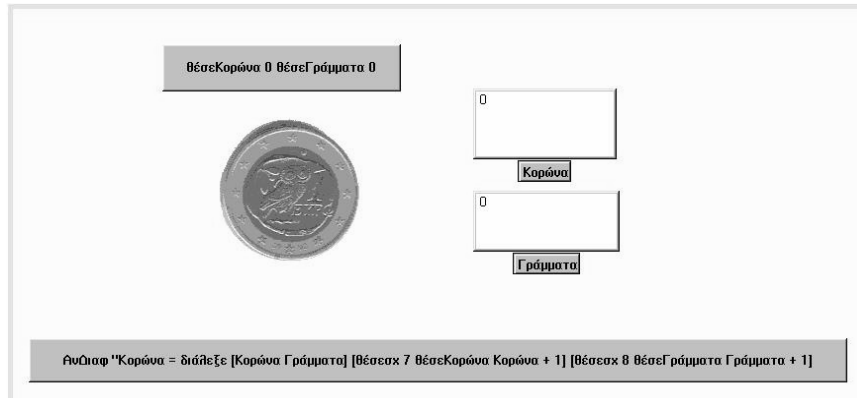 θέσεΚορώνα 0 θέσεΓράμματα 0
0
Κορώνα
0
Γράμματα
ΑνΔιαφ "Κορώνα = διάλεξε [Κορώνα Γράμματα] [θέσεσχ 7 θέσεΚορώνα Κορώνα + 1] [θέσεσχ 8 θέσεΓράμματα Γράμματα + 1]